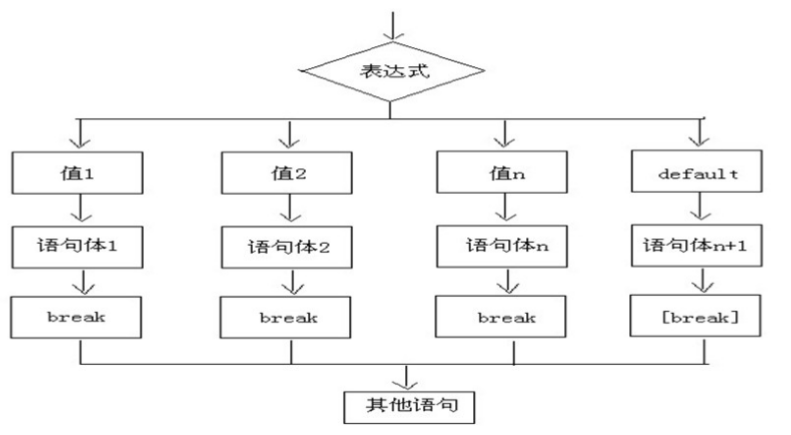 表达式
值1 值2 值n default
语句体1 语句体2 语句体n 语句体n+1
break break break [break]
其他语句